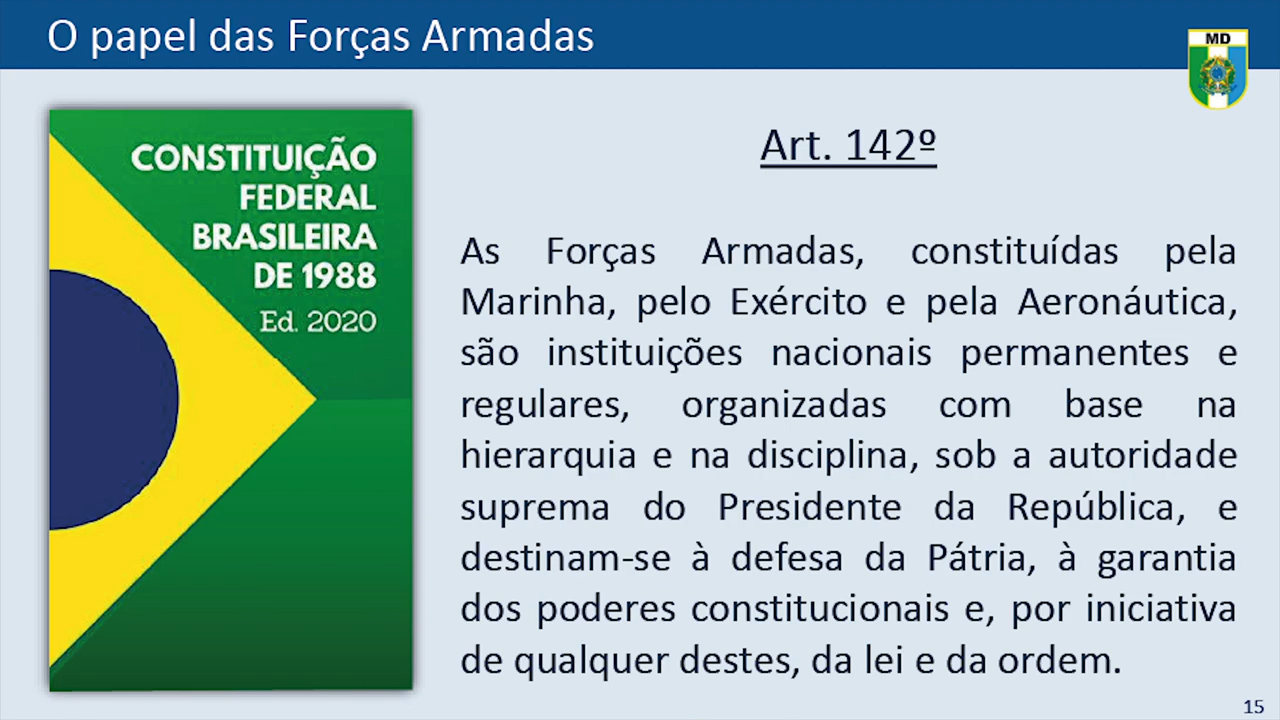 O papel das Forças Armadas
MD
CONSTITUIÇÃO
FEDERAL
BRASILEIRA
DE 1988
Ed. 2020
Art. 142º
As Forças Armadas, constituídas pela
Marinha, pelo Exército e pela Aeronáutica,
são instituições nacionais permanentes e
regulares, organizadas com base na
hierarquia e na disciplina, sob a autoridade
suprema do Presidente da República, e
destinam-se à defesa da Pátria, à garantia
dos poderes constitucionais e, por iniciativa
de qualquer destes, da lei e da ordem.
15